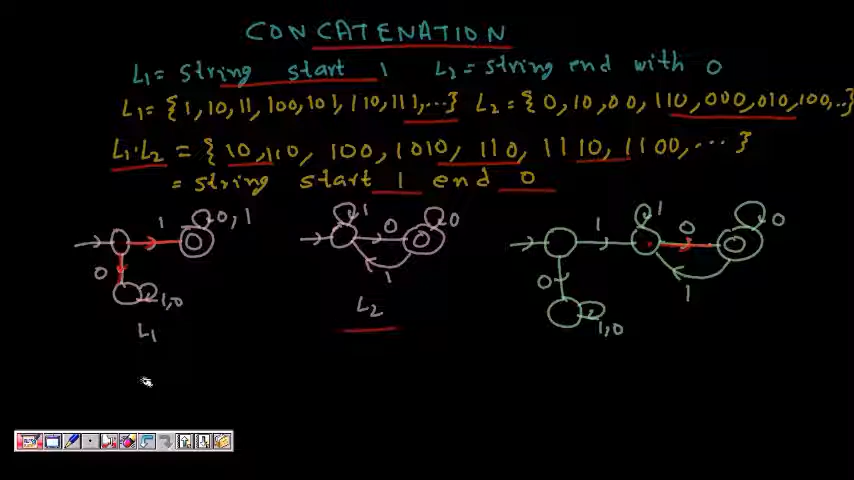 CONCATENATION
L1= string start 1 L2= string end with 0
L1= {1, 10, 11, 100, 101, 110, 111, ...} L2= {0, 10, 00, 110, 000, 010, 100, ..}
L1.L2 = {10, 110, 100, 1010, 110, 1110, 1100, ...}
= string start 1 end 0
1 0,1 1 0 0 1 1 0 0
0 1,0 1 0 1,0 1
L1 L2